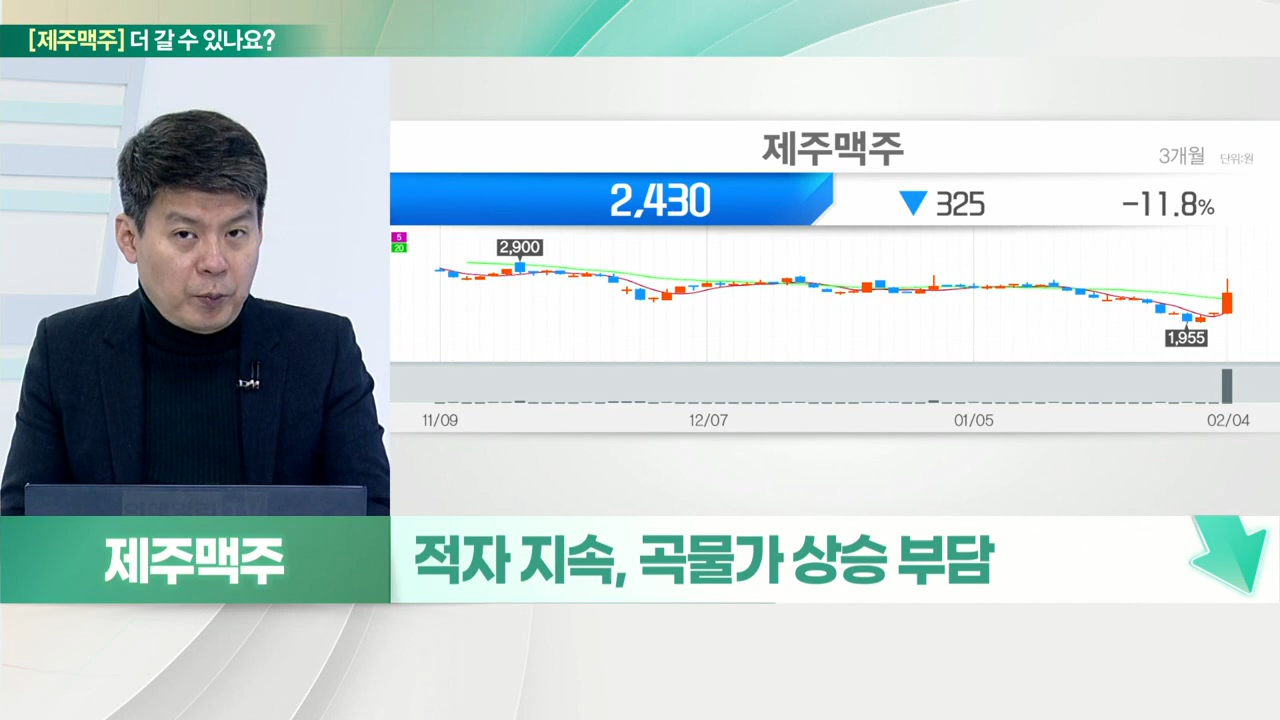 [제주맥주] 더 갈 수 있나요?
제주맥주
3개월 단위:원
2,430 ▼ 325 -11.8%
5
20
2,900
1,955
11/09 12/07 01/05 02/04
제주맥주
적자 지속, 곡물가 상승 부담